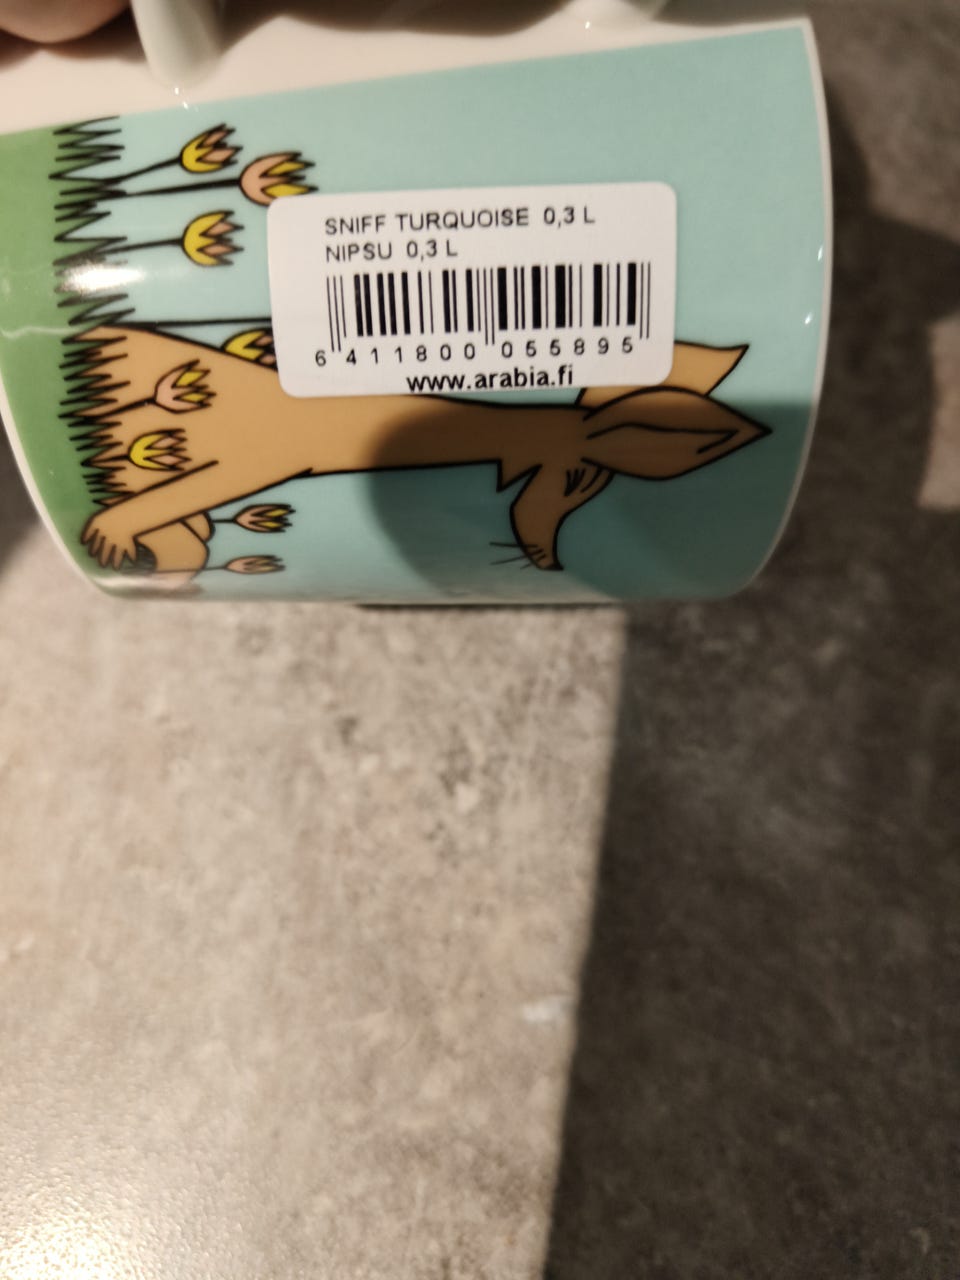 SNIFF TURQUOISE 0,3 L
NIPSU 0,3 L
6 411800 055895
www.arabia.fi